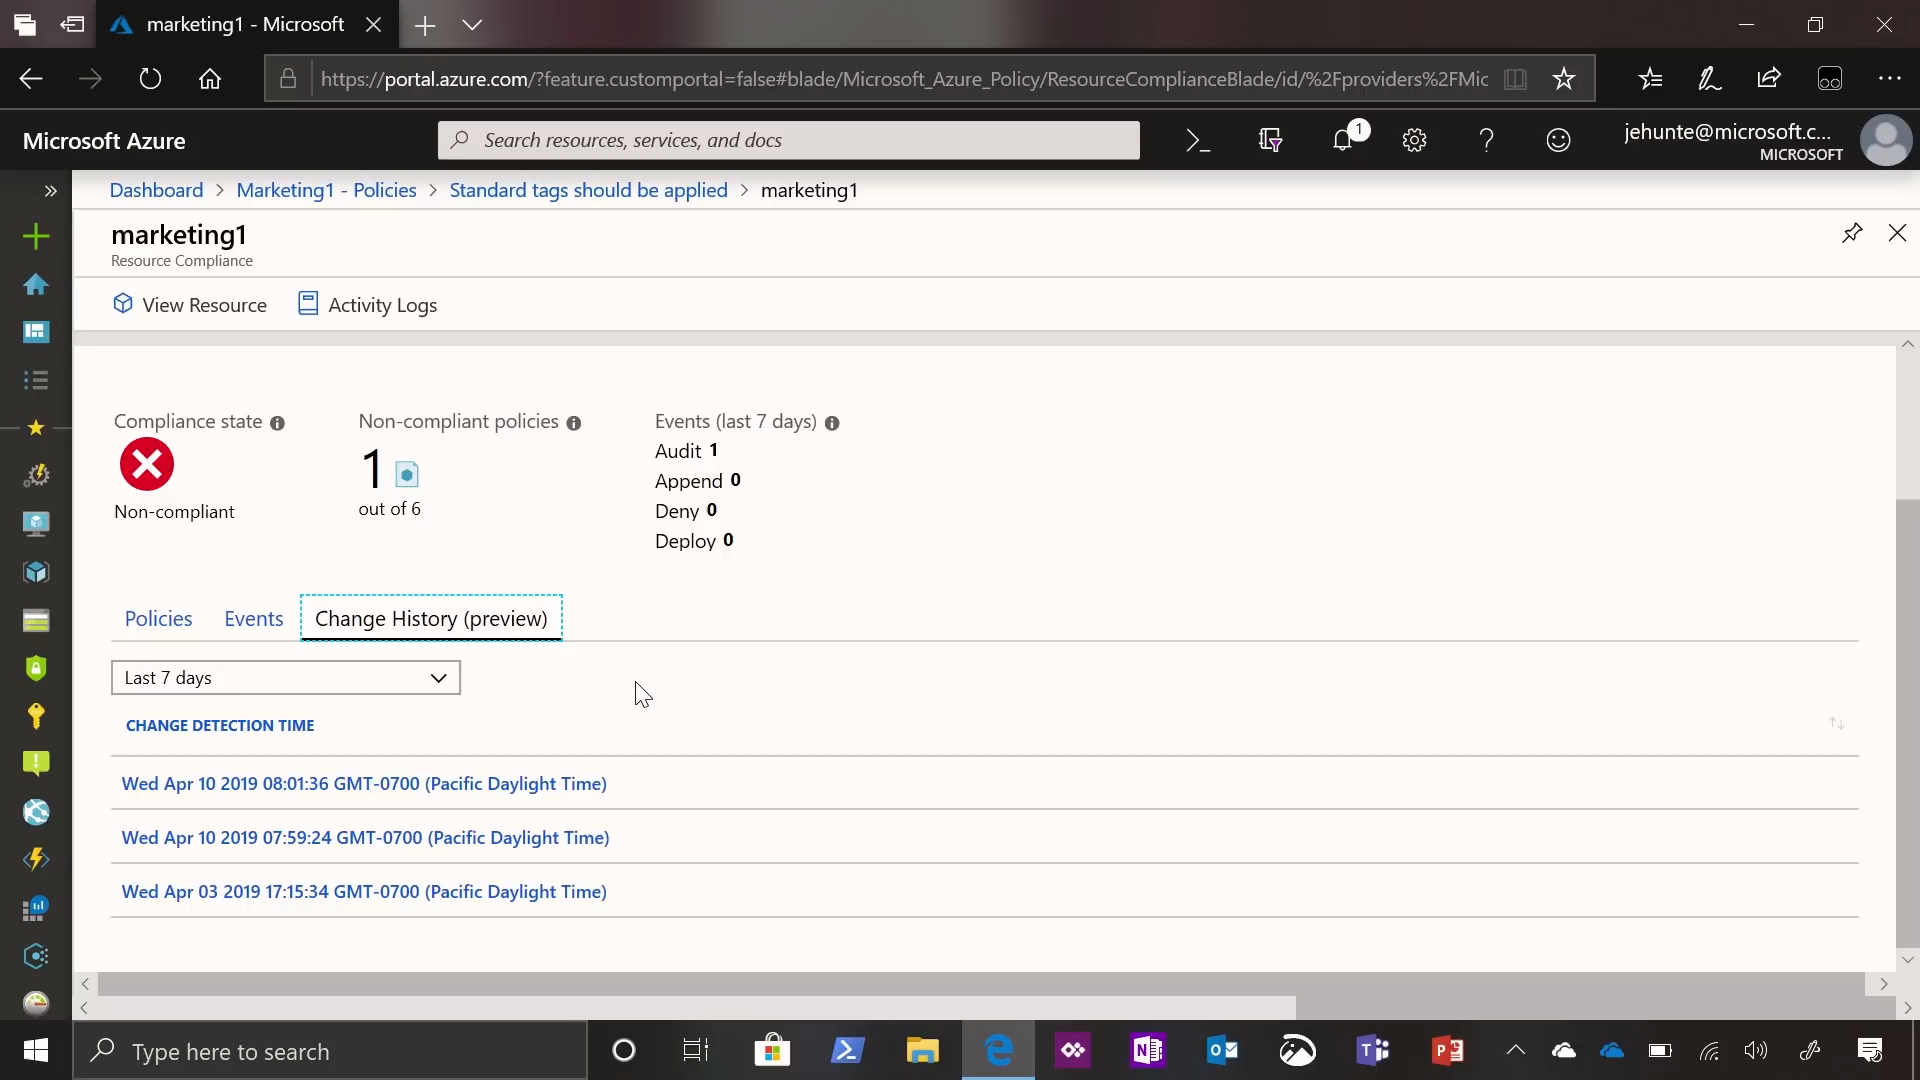 marketing1 - Microsoft
https://portal.azure.com/?feature.customportal=false#blade/Microsoft_Azure_Policy/ResourceComplianceBlade/id/%2Fproviders%2FMic
Microsoft Azure
Search resources, services, and docs
1
jehunte@microsoft.c...
MICROSOFT
Dashboard > Marketing1 - Policies > Standard tags should be applied > marketing1
marketing1
Resource Compliance
View Resource Activity Logs
Compliance state Non-compliant policies Events (last 7 days)
Audit 1
1
Append 0
Non-compliant out of 6 Deny 0
Deploy 0
Policies Events Change History (preview)
Last 7 days
CHANGE DETECTION TIME
Wed Apr 10 2019 08:01:36 GMT-0700 (Pacific Daylight Time)
Wed Apr 10 2019 07:59:24 GMT-0700 (Pacific Daylight Time)
Wed Apr 03 2019 17:15:34 GMT-0700 (Pacific Daylight Time)
Type here to search